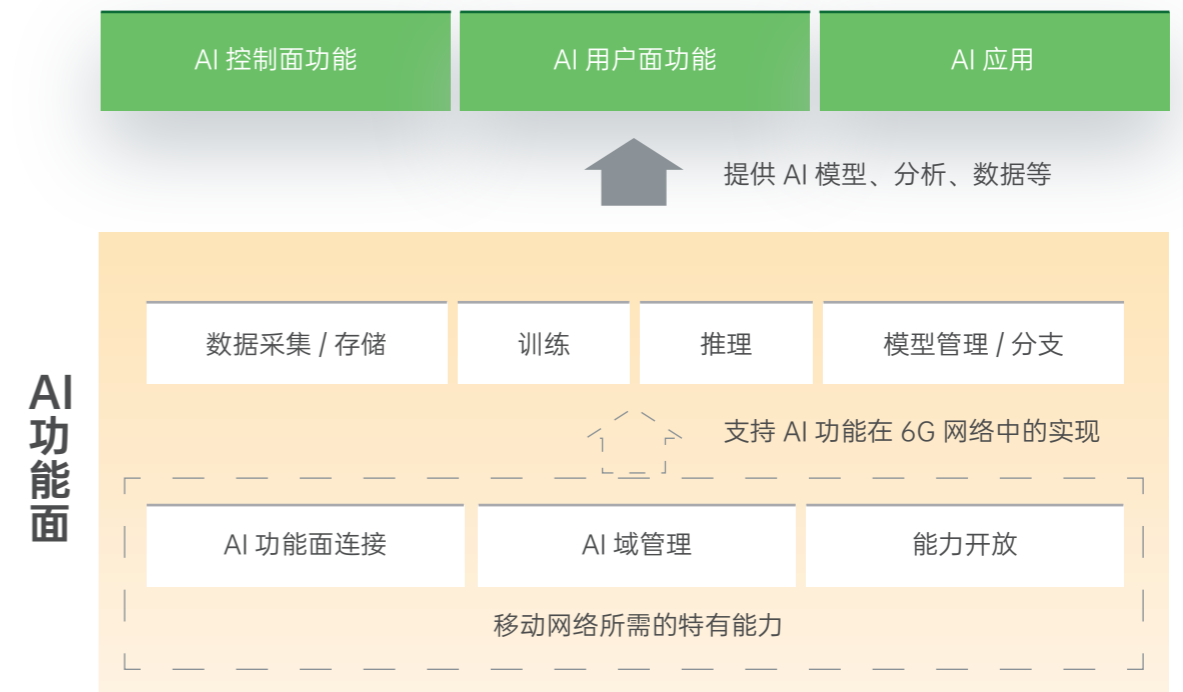 AI 控制面功能
AI 用户面功能
AI 应用
提供 AI 模型、分析、数据等
AI
功
能
面
数据采集 / 存储
训练
推理
模型管理 / 分支
支持 AI 功能在 6G 网络中的实现
AI 功能面连接
AI 域管理
能力开放
移动网络所需的特有能力